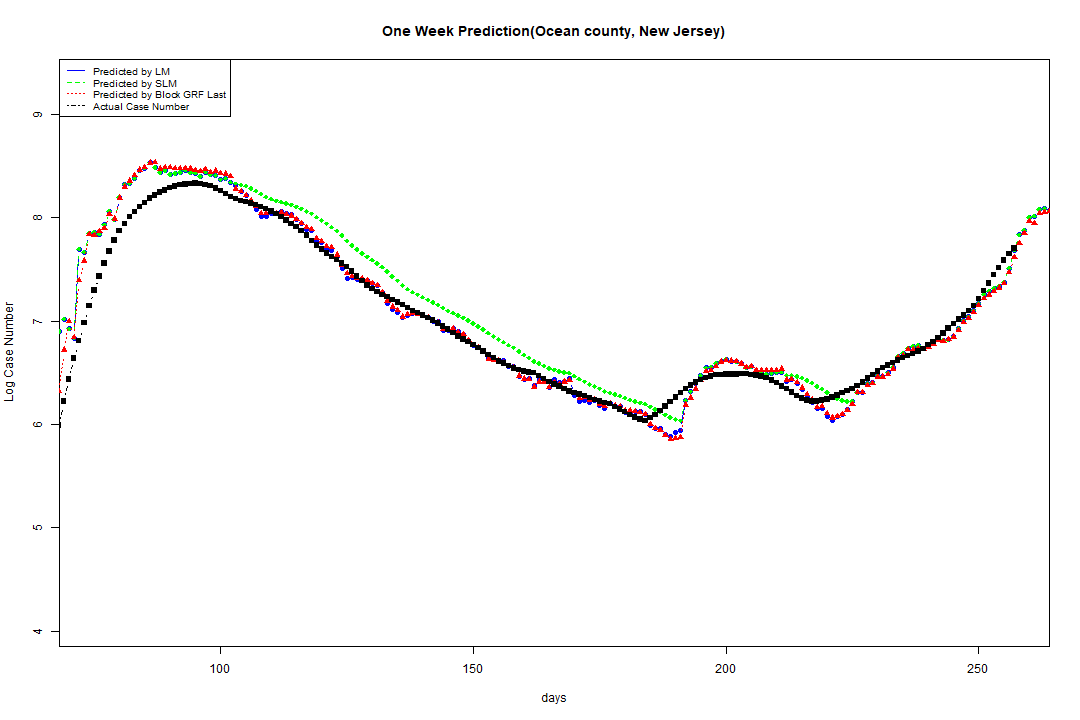 One Week Prediction(Ocean county, New Jersey)
Predicted by LM
Predicted by SLM
Predicted by Block GRF Last
Actual Case Number
9
8
7
6
5
4
Log Case Number
100 150 200 250
days